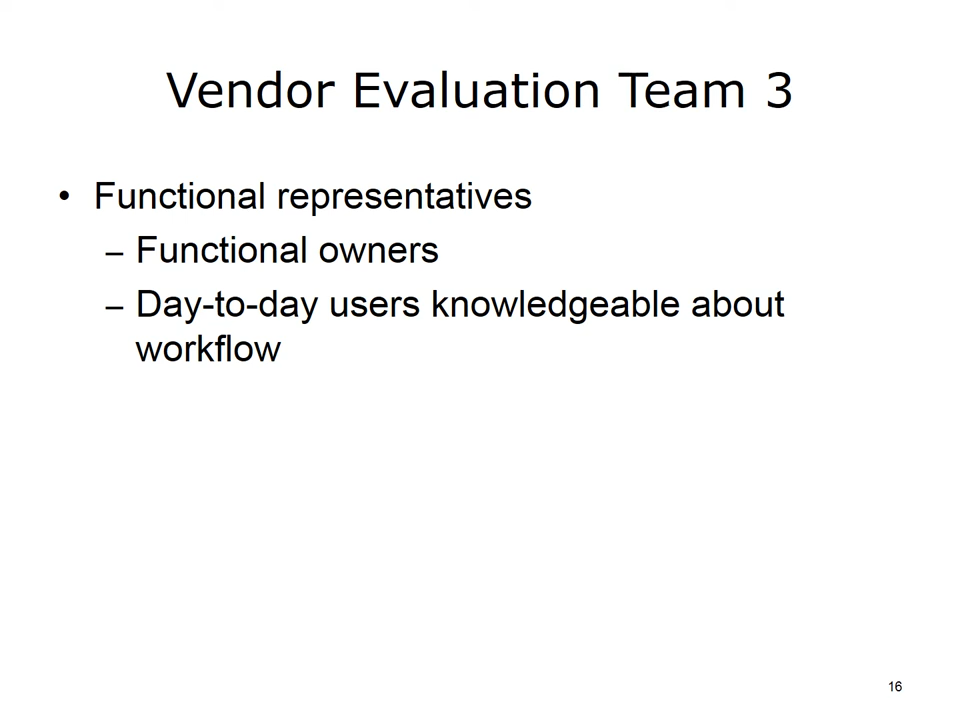 Vendor Evaluation Team 3
• Functional representatives
– Functional owners
– Day-to-day users knowledgeable about
workflow
16